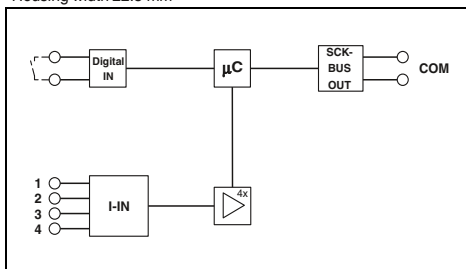 Housing width 22.5 mm
Digital
IN
µC
SCK-
BUS
OUT
COM
1
2
3
4
I-IN
4x